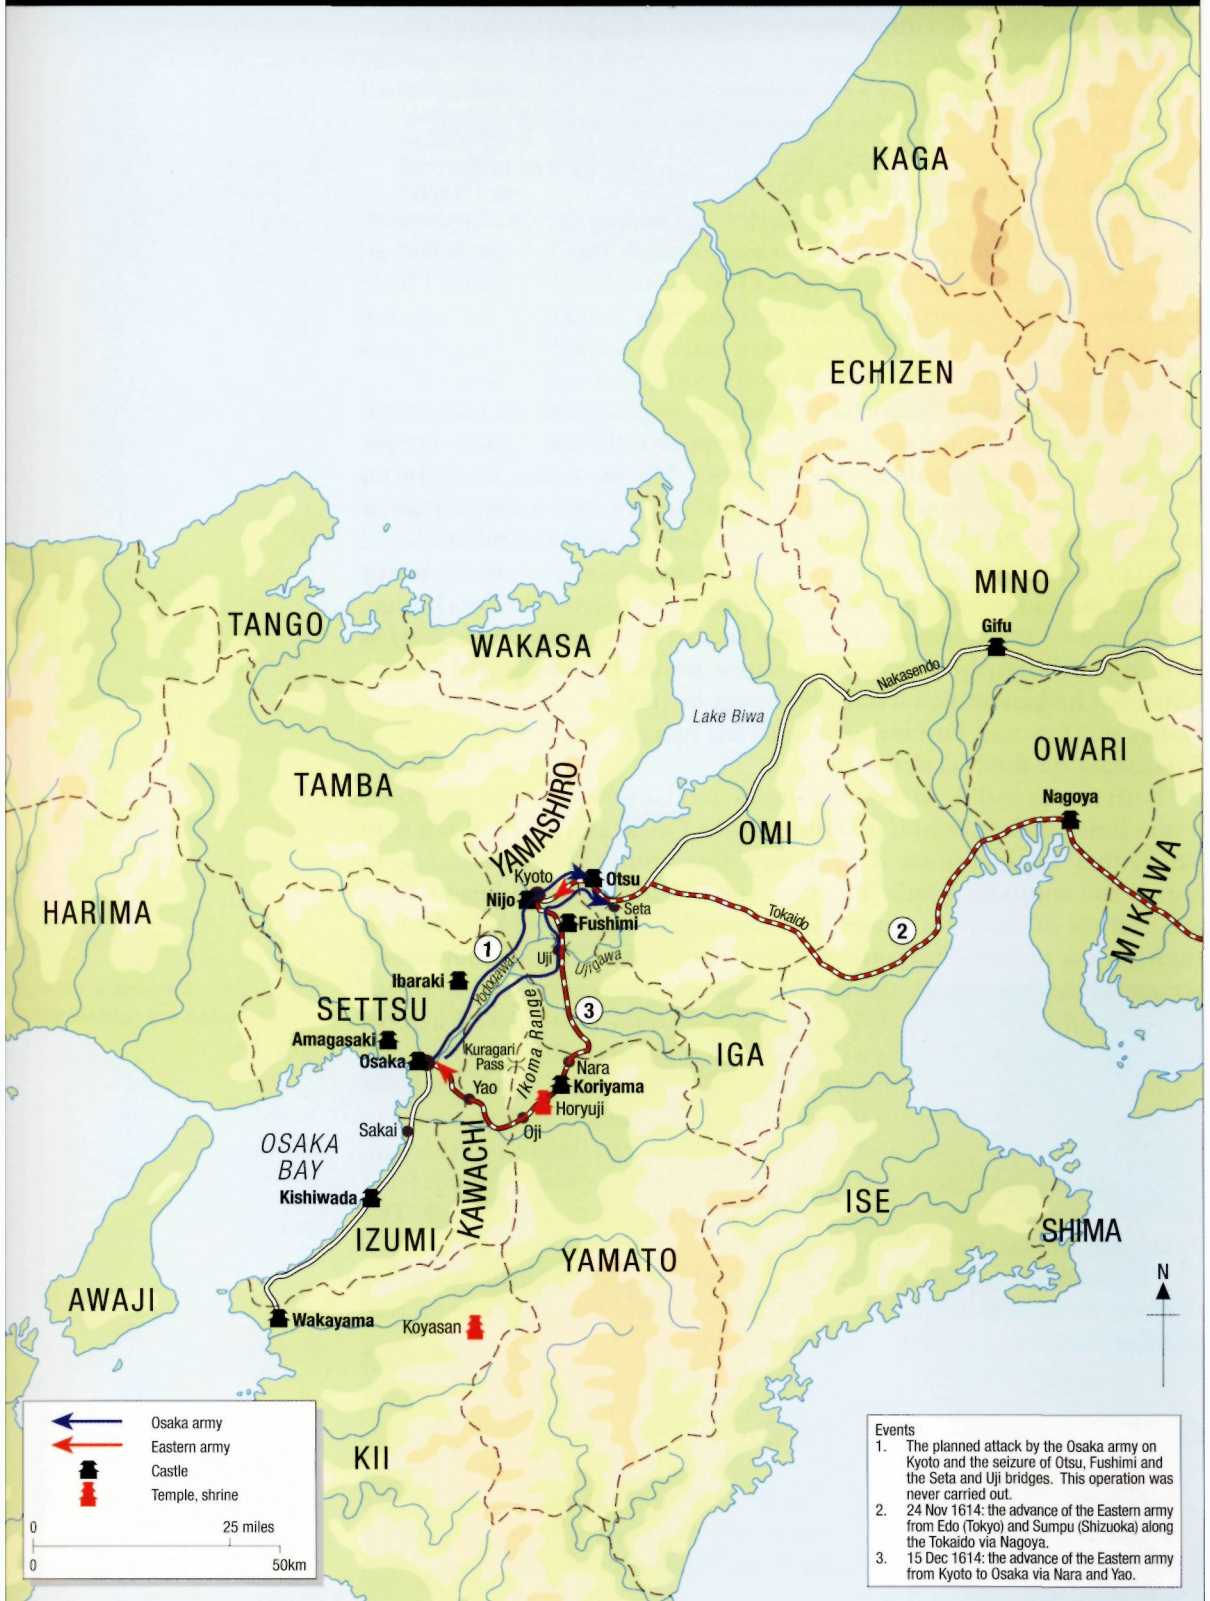 KAGA
ECHIZEN
MINO
Gifu
TANGO
WAKASA
Nakasendo
Lake Biwa
OWARI
Nagoya
TAMBA
YAMASHIRO
OMI
MIKAWA
Kyoto
Otsu
Nijo
Seta
HARIMA
Fushimi
Tokaido
2
1
Uji
Ujigawa
Ibaraki
Yodogawa
SETTSU
3
Amagasaki
Ikoma Range
Osaka
Kuragari
Pass
IGA
Nara
Yao
Koriyama
Horyuji
Sakai
Oji
OSAKA
BAY
KAWACHI
Kishiwada
ISE
SHIMA
IZUMI
YAMATO
N
AWAJI
Wakayama
Koyasan
KII
Osaka army
Eastern army
Castle
Temple, shrine
0
25 miles
0
50km
Events
1. The planned attack by the Osaka army on
Kyoto and the seizure of Otsu, Fushimi and
the Seta and Uji bridges. This operation was
never carried out.
2. 24 Nov 1614: the advance of the Eastern army
from Edo (Tokyo) and Sumpu (Shizuoka) along
the Tokaido via Nagoya.
3. 15 Dec 1614: the advance of the Eastern army
from Kyoto to Osaka via Nara and Yao.